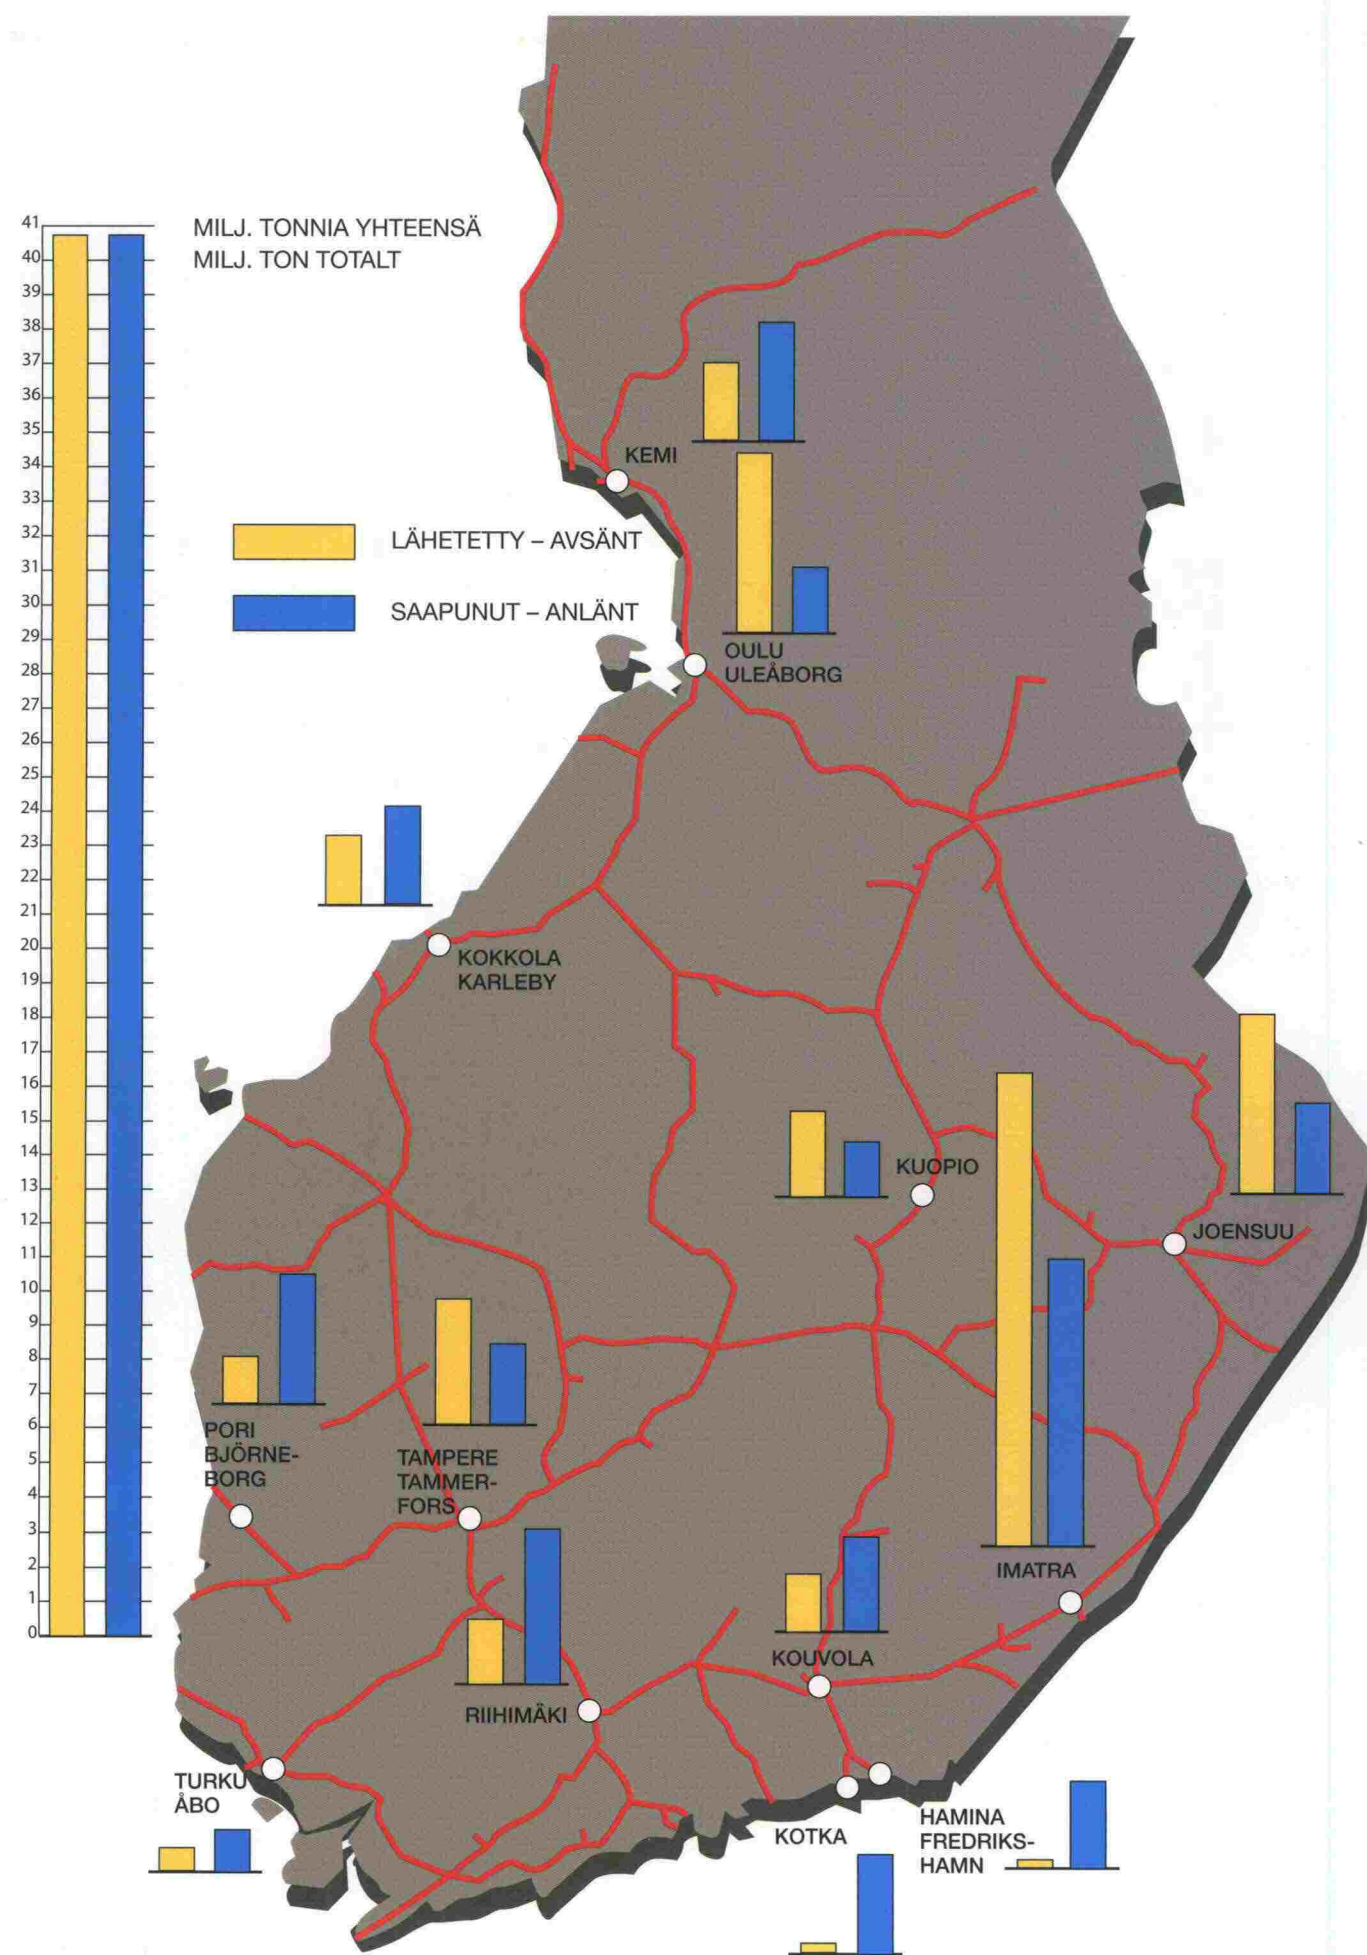 MILJ. TONNIA YHTEENSÄ
MILJ. TON TOTALT
41
40
39
38
37
36
35
34
33
32
31
30
29
28
27
26
25
24
23
22
21
20
19
18
17
16
15
14
13
12
11
10
9
8
7
6
5
4
3
2
1
0
LÄHETETTY – AVSÄNT
SAAPUNUT – ANLÄNT
KEMI
OULU
ULEÅBORG
KOKKOLA
KARLEBY
KUOPIO
JOENSUU
PORI
BJÖRNE-
BORG
TAMPERE
TAMMER-
FORS
IMATRA
KOUVOLA
RIIHIMÄKI
TURKU
ÅBO
KOTKA
HAMINA
FREDRIKS-
HAMN